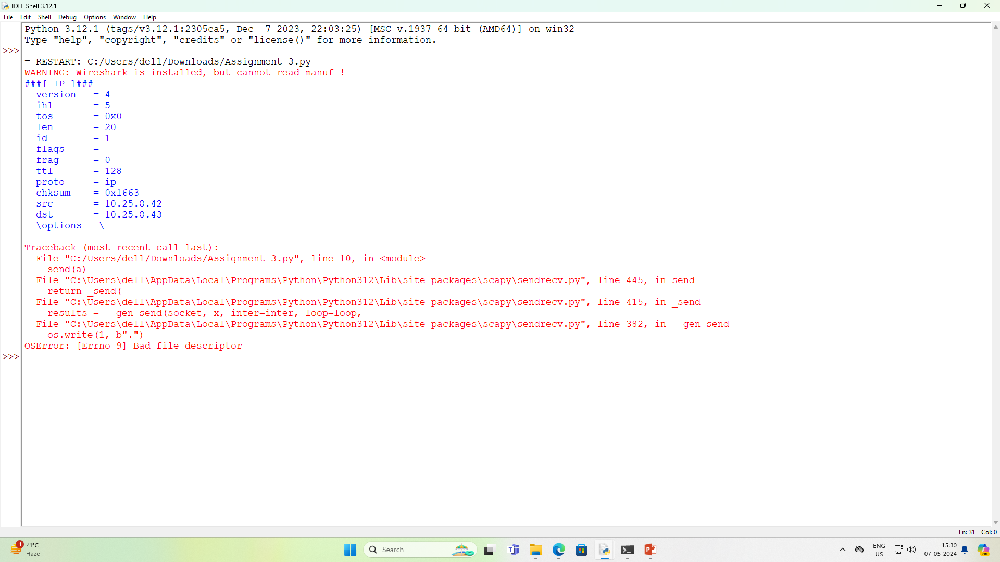 IDLE Shell 3.12.1
File Edit Shell Debug Options Window Help
Python 3.12.1 (tags/v3.12.1:2305ca5, Dec  7 2023, 22:03:25) [MSC v.1937 64 bit (AMD64)] on win32
Type "help", "copyright", "credits" or "license()" for more information.
>>>
= RESTART: C:/Users/dell/Downloads/Assignment 3.py
WARNING: Wireshark is installed, but cannot read manuf !
###[ IP ]###
  version   = 4
  ihl       = 5
  tos       = 0x0
  len       = 20
  id        = 1
  flags     =
  frag      = 0
  ttl       = 128
  proto     = ip
  chksum    = 0x1663
  src       = 10.25.8.42
  dst       = 10.25.8.43
  \options   \
Traceback (most recent call last):
  File "C:/Users/dell/Downloads/Assignment 3.py", line 10, in <module>
    send(a)
  File "C:\Users\dell\AppData\Local\Programs\Python\Python312\Lib\site-packages\scapy\sendrecv.py", line 445, in send
    return _send(
  File "C:\Users\dell\AppData\Local\Programs\Python\Python312\Lib\site-packages\scapy\sendrecv.py", line 415, in _send
    results = __gen_send(socket, x, inter=inter, loop=loop,
  File "C:\Users\dell\AppData\Local\Programs\Python\Python312\Lib\site-packages\scapy\sendrecv.py", line 382, in __gen_send
    os.write(1, b".")
OSError: [Errno 9] Bad file descriptor
>>>
Ln: 31 Col: 0
1
41°C
Haze
Search
ENG
US
15:30
07-05-2024
PRE